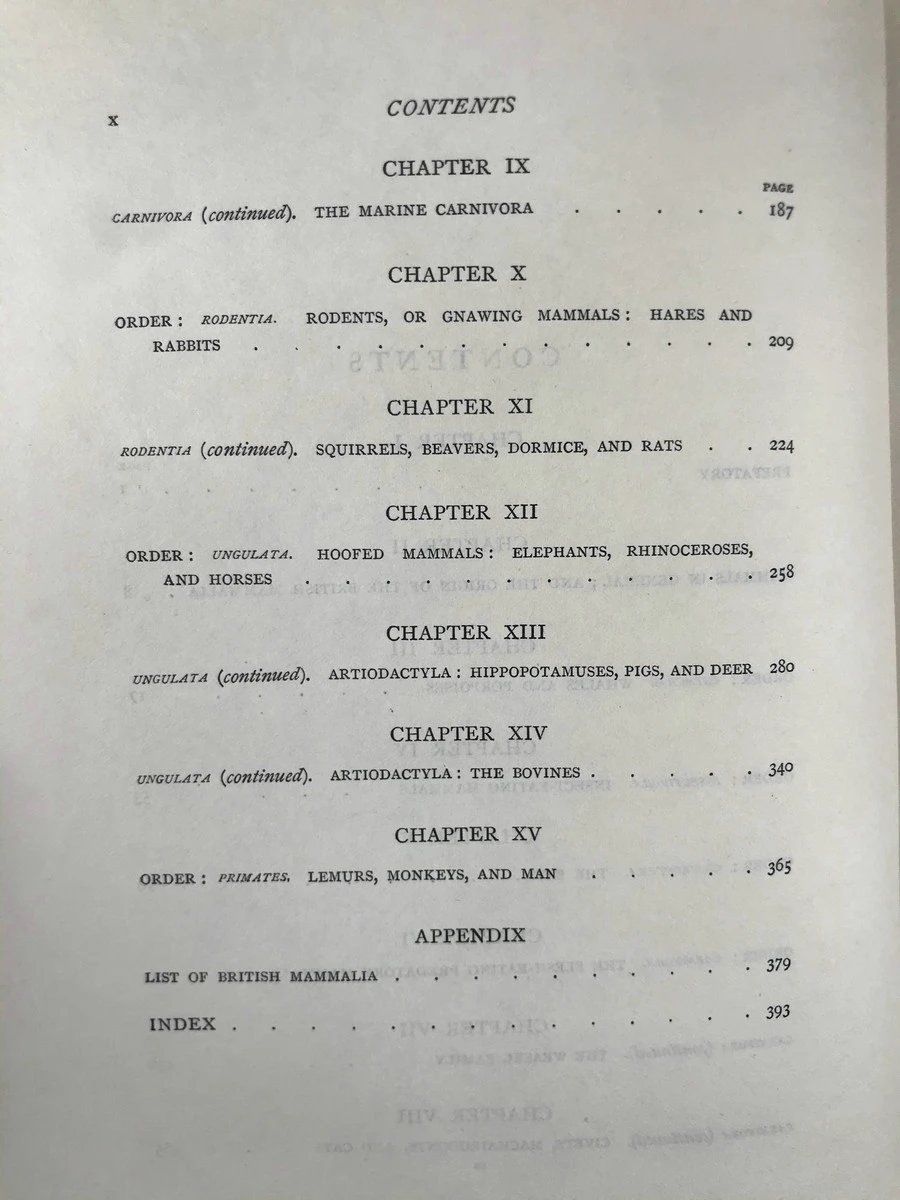 x
CONTENTS
CHAPTER IX
PAGE
CARNIVORA (continued). THE MARINE CARNIVORA . . . . . 187
CHAPTER X
ORDER : RODENTIA. RODENTS, OR GNAWING MAMMALS : HARES AND
RABBITS . . . . . . . . . . . . . 209
CHAPTER XI
RODENTIA (continued). SQUIRRELS, BEAVERS, DORMICE, AND RATS . . 224
CHAPTER XII
ORDER : UNGULATA. HOOFED MAMMALS : ELEPHANTS, RHINOCEROSES,
AND HORSES . . . . . . . . . . . . 258
CHAPTER XIII
UNGULATA (continued). ARTIODACTYLA : HIPPOPOTAMUSES, PIGS, AND DEER 280
CHAPTER XIV
UNGULATA (continued). ARTIODACTYLA : THE BOVINES . . . . . 340
CHAPTER XV
ORDER : PRIMATES. LEMURS, MONKEYS, AND MAN . . . . . 365
APPENDIX
LIST OF BRITISH MAMMALIA . . . . . . . . . . 379
INDEX . . . . . . . . . . . . . . 393